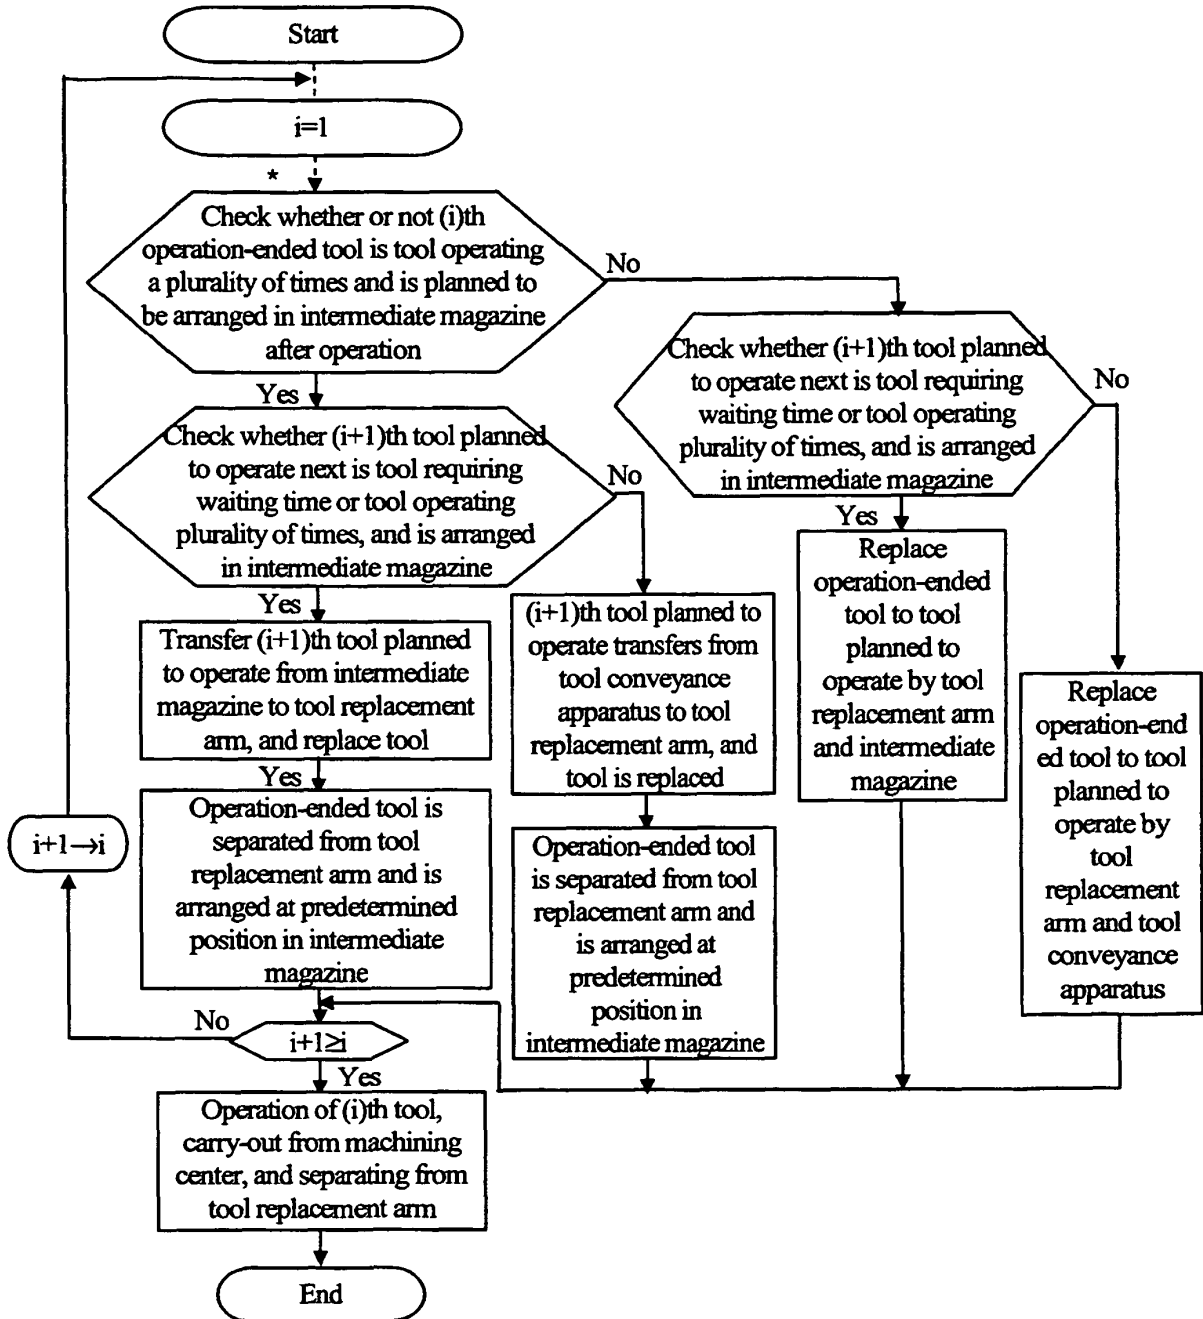 Start
i=1
*
Check whether or not (i)th
operation-ended tool is tool operating
a plurality of times and is planned to
be arranged in intermediate magazine
after operation
No
Yes
Check whether (i+1)th tool planned
to operate next is tool requiring
waiting time or tool operating
plurality of times, and is arranged
in intermediate magazine
No
Yes
Check whether (i+1)th tool planned
to operate next is tool requiring
waiting time or tool operating
plurality of times, and is arranged
in intermediate magazine
No
Yes
Transfer (i+1)th tool planned
to operate from intermediate
magazine to tool replacement
arm, and replace tool
Yes
Operation-ended tool is
separated from tool
replacement arm and is
arranged at predetermined
position in intermediate
magazine
(i+1)th tool planned to
operate transfers from
tool conveyance
apparatus to tool
replacement arm, and
tool is replaced
Operation-ended tool
is separated from tool
replacement arm and
is arranged at
predetermined
position in
intermediate magazine
Replace
operation-ended
tool to tool
planned to
operate by tool
replacement arm
and intermediate
magazine
Replace
operation-end
ed tool to tool
planned to
operate by
tool
replacement
arm and tool
conveyance
apparatus
i+1→i
No
i+1≥i
Yes
Operation of (i)th tool,
carry-out from machining
center, and separating from
tool replacement arm
End